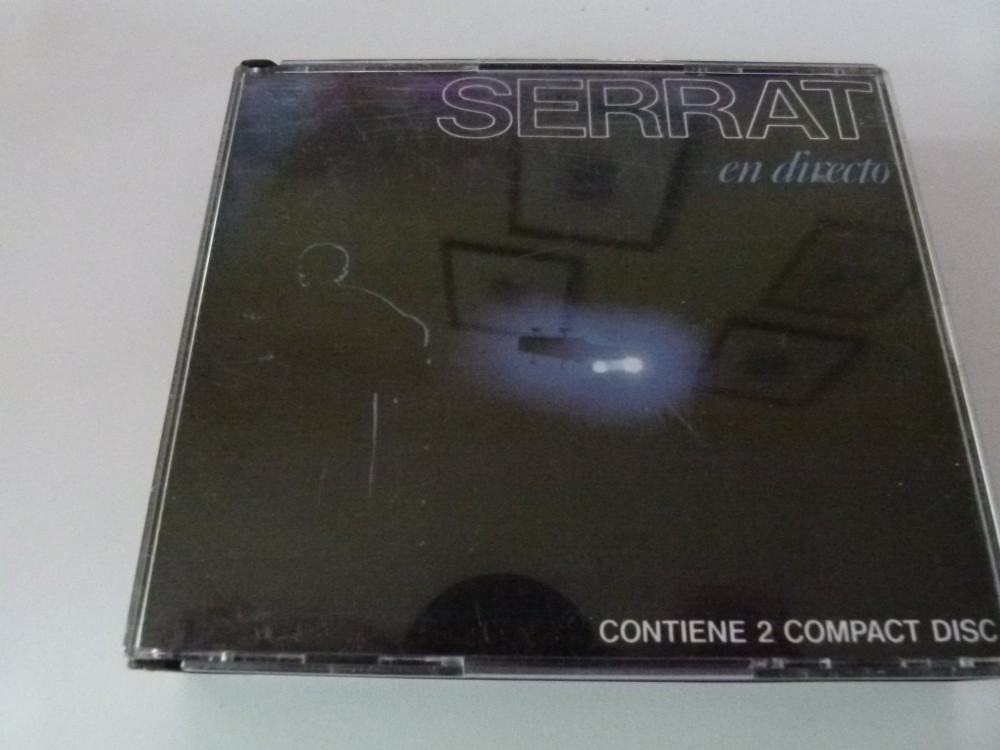 SERRAT
en directo
CONTIENE 2 COMPACT DISC